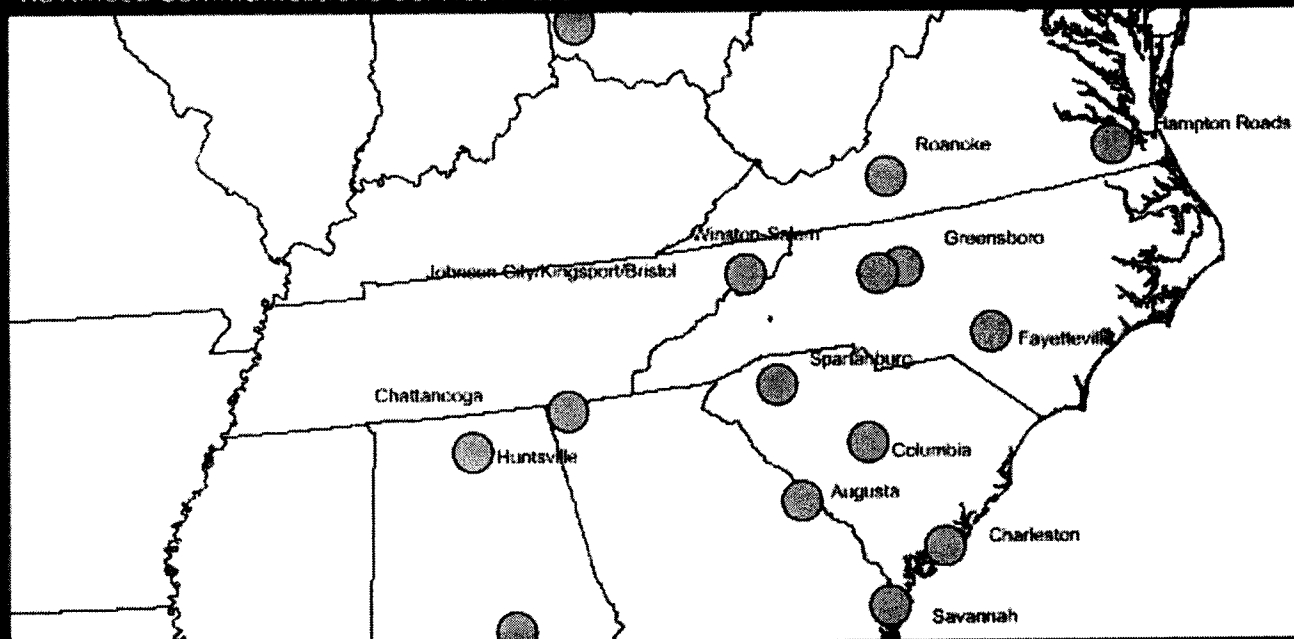 Hampton Roads
Roanoke
Winston-Salem
Greensboro
Johnson City/Kingsport/Bristol
Fayetteville
Spartanburg
Chattanooga
Huntsville
Columbia
Augusta
Charleston
Savannah